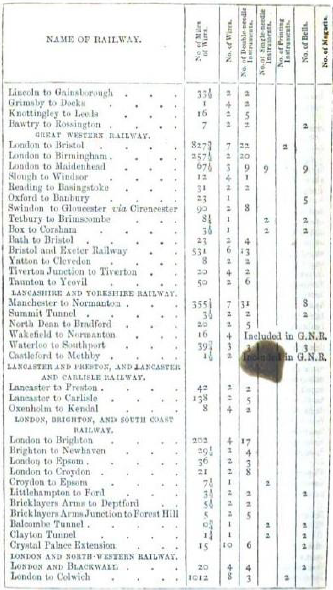 NAME OF RAILWAY. No. of Miles of Wires. No. of Wires. No. of Double-needle Instruments. No. of Single-needle Instruments. No. of Printing Instruments. No. of Bells. No. of Magnets.
Lincoln to Gainsborough 33½ 2 2
Grimsby to Docks 1 4 2
Knottingley to Leeds 16 2 5
Bawtry to Rossington 7 2 2 2
GREAT WESTERN RAILWAY.
London to Bristol 827¾ 7 22 2
London to Birmingham 257½ 2 20
London to Maidenhead 67½ 3 9 9 9
Slough to Windsor 12 4 1
Reading to Basingstoke 31 2 2
Oxford to Banbury 23 1 5
Swindon to Gloucester via Cirencester 90 2 8
Tetbury to Brimscombe 8¼ 1 2 2
Box to Corsham 3½ 1 2 2
Bath to Bristol 23 2 4
Bristol and Exeter Railway 531 6 13
Yatton to Clevedon 8 2 2
Tiverton Junction to Tiverton 20 4 2
Taunton to Yeovil 50 2 6
LANCASHIRE AND YORKSHIRE RAILWAY.
Manchester to Normanton 355¼ 7 31 8
Summit Tunnel 3½ 2 2 2
North Dean to Bradford 20 2 5
Wakefield to Normanton 16 4 Included in G.N.R.
Waterloo to Southport 39¾ 3 3
Castleford to Methby 1½ 2 Included in G.N.R.
LANCASTER AND PRESTON, AND LANCASTER
AND CARLISLE RAILWAY.
Lancaster to Preston 42 2 2
Lancaster to Carlisle 138 2 5
Oxenholm to Kendal 8 4 2
LONDON, BRIGHTON, AND SOUTH COAST
RAILWAY.
London to Brighton 202 4 17
Brighton to Newhaven 29½ 2 4
London to Epsom 36 2 3
London to Croydon 21 2 8
Croydon to Epsom 7½ 1 2
Littlehampton to Ford 3½ 2 2 2
Bricklayers Arms to Deptford 5½ 2 2
Bricklayers Arms Junction to Forest Hill 5 2 5
Balcombe Tunnel 1 2 2
Clayton Tunnel 1 2 2
Crystal Palace Extension 15 10 6 2
LONDON AND NORTH-WESTERN RAILWAY.
LONDON AND BLACKWALL 20 4 4 2
London to Colwich 1012 8 3 2